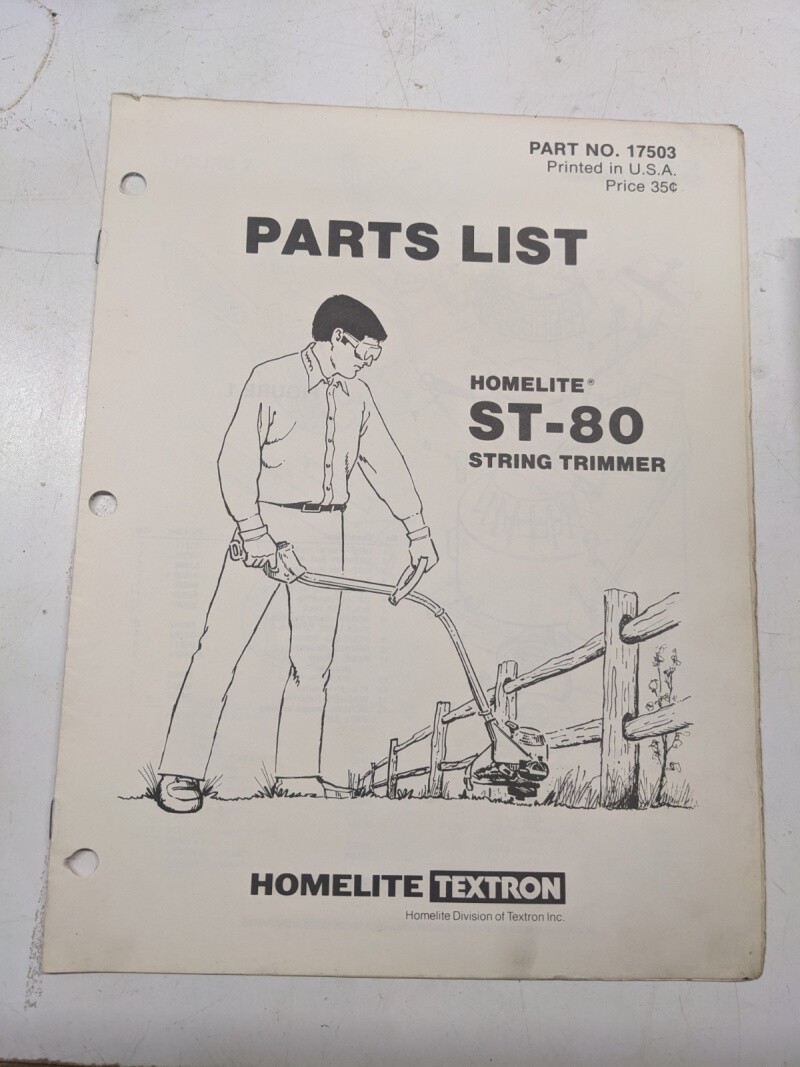 PART NO. 17503
Printed in U.S.A.
Price 35¢
PARTS LIST
HOMELITE®
ST-80
STRING TRIMMER
HOMELITE TEXTRON
Homelite Division of Textron Inc.